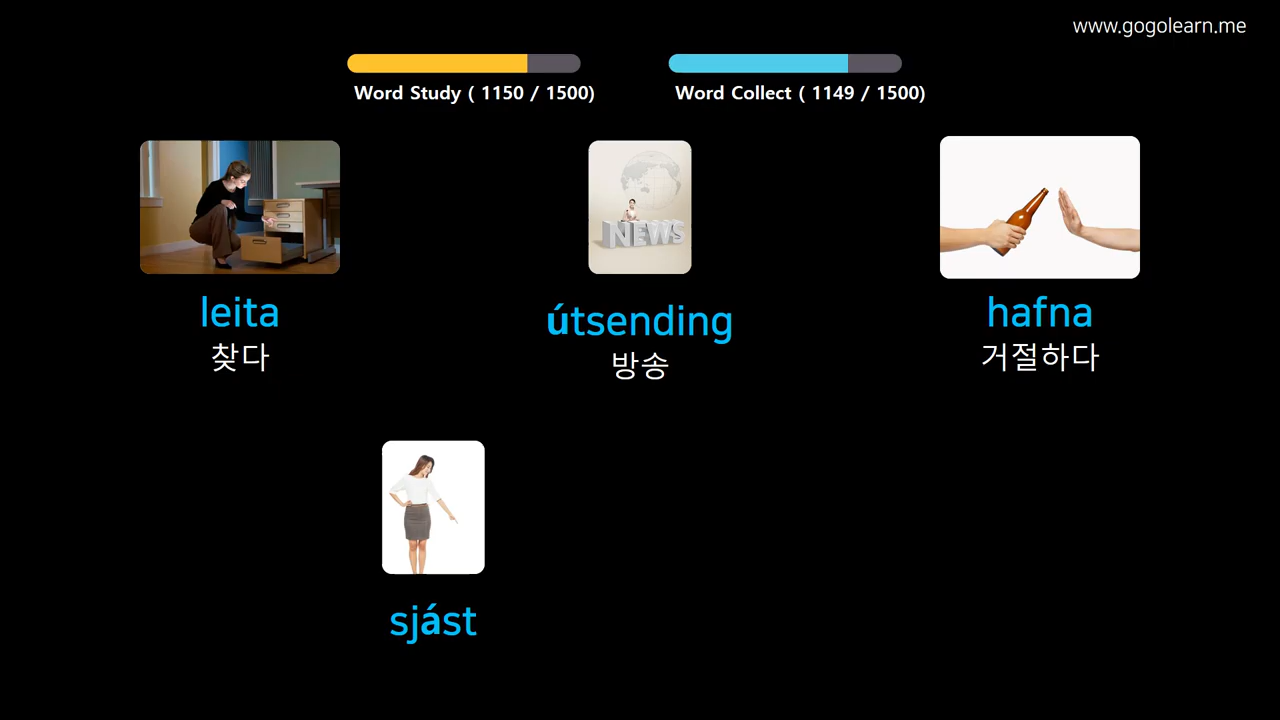 www.gogolearn.me
Word Study ( 1150 / 1500)
Word Collect ( 1149 / 1500)
NEWS
leita
찾다
útsending
방송
hafna
거절하다
sjást